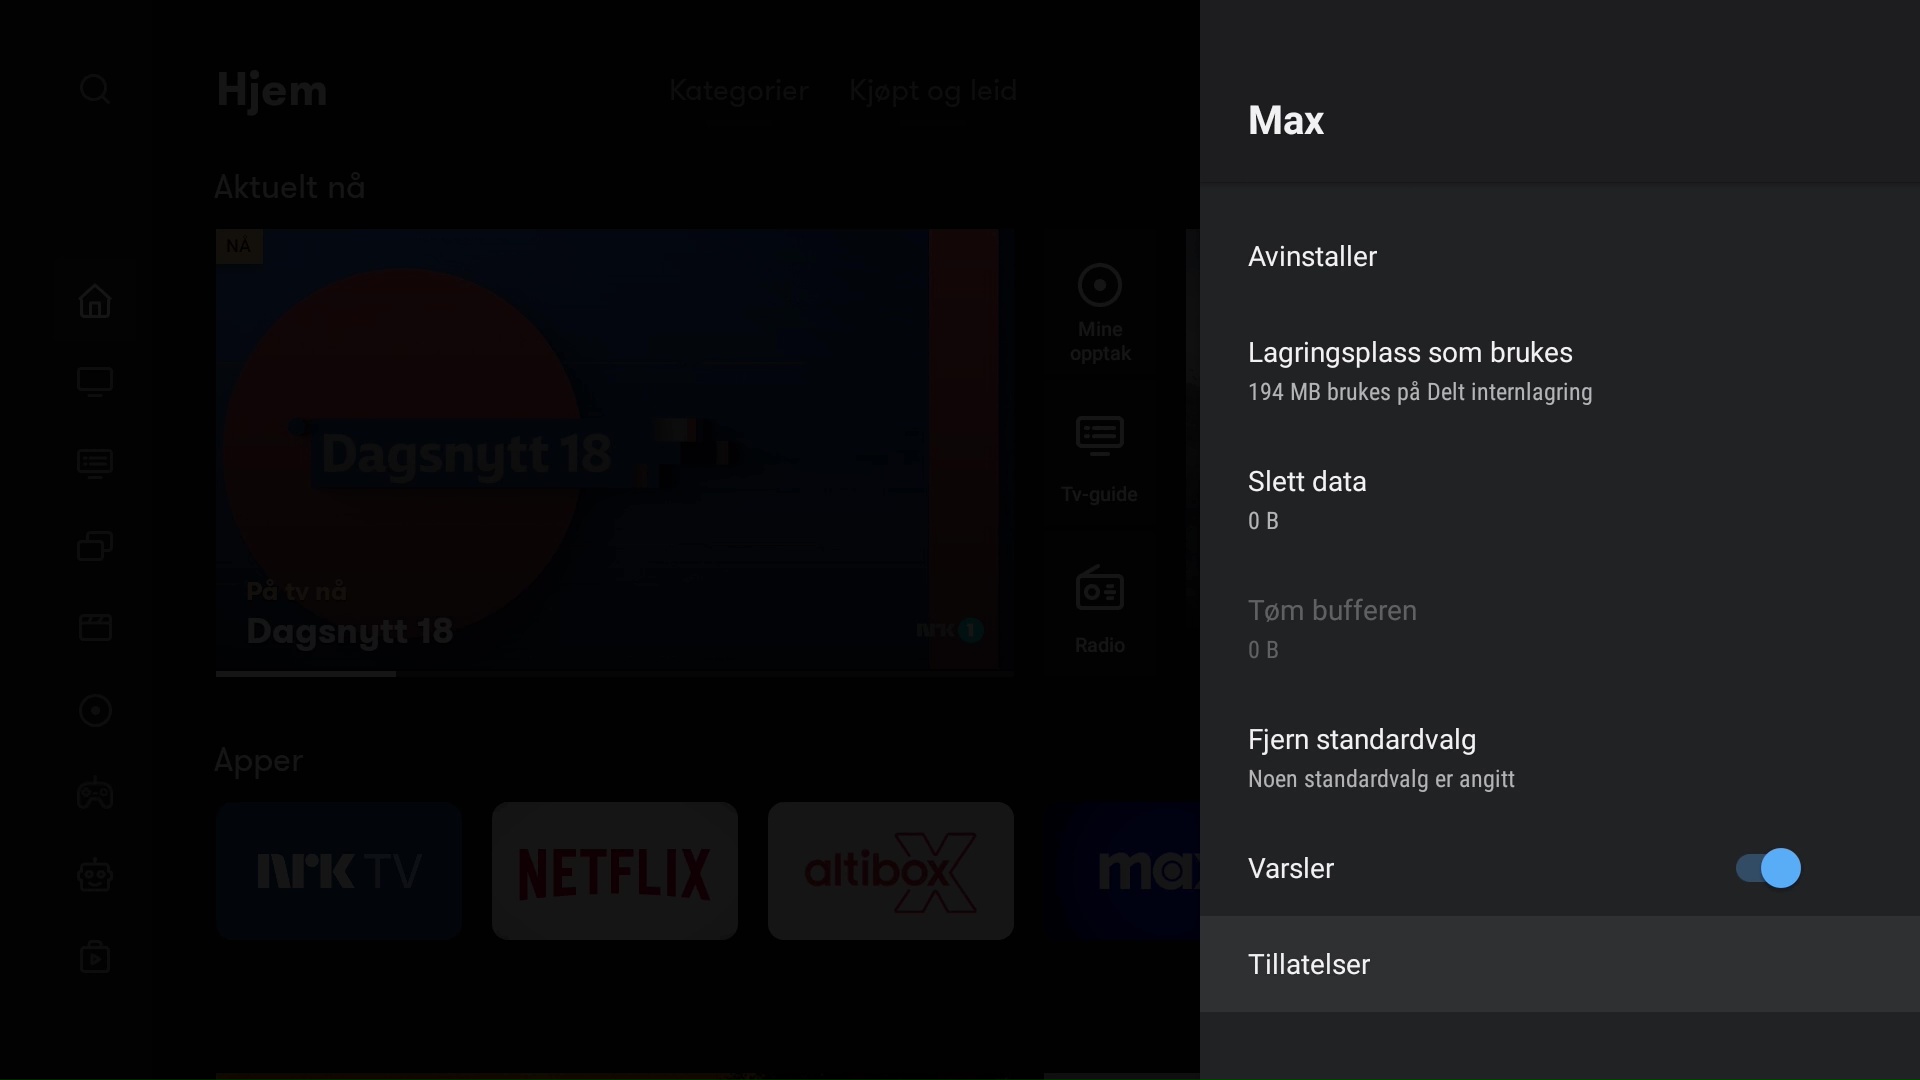 Hjem
Kategorier
Kjøpt og leid
Aktuelt nå
NÅ
Dagsnytt 18
På tv nå
Dagsnytt 18
nrk 1
Mine
opptak
Tv-guide
Radio
Apper
NRK TV
NETFLIX
altibox X
max
Max
Avinstaller
Lagringsplass som brukes
194 MB brukes på Delt internlagring
Slett data
0 B
Tøm bufferen
0 B
Fjern standardvalg
Noen standardvalg er angitt
Varsler
Tillatelser